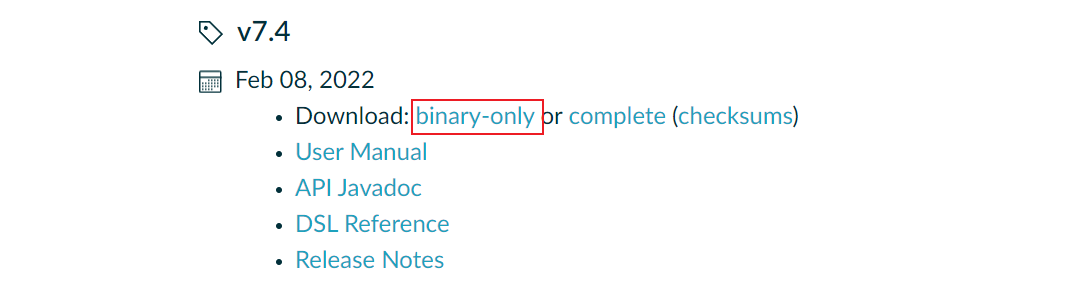 v7.4
Feb 08, 2022
• Download: binary-only or complete (checksums)
• User Manual
• API Javadoc
• DSL Reference
• Release Notes